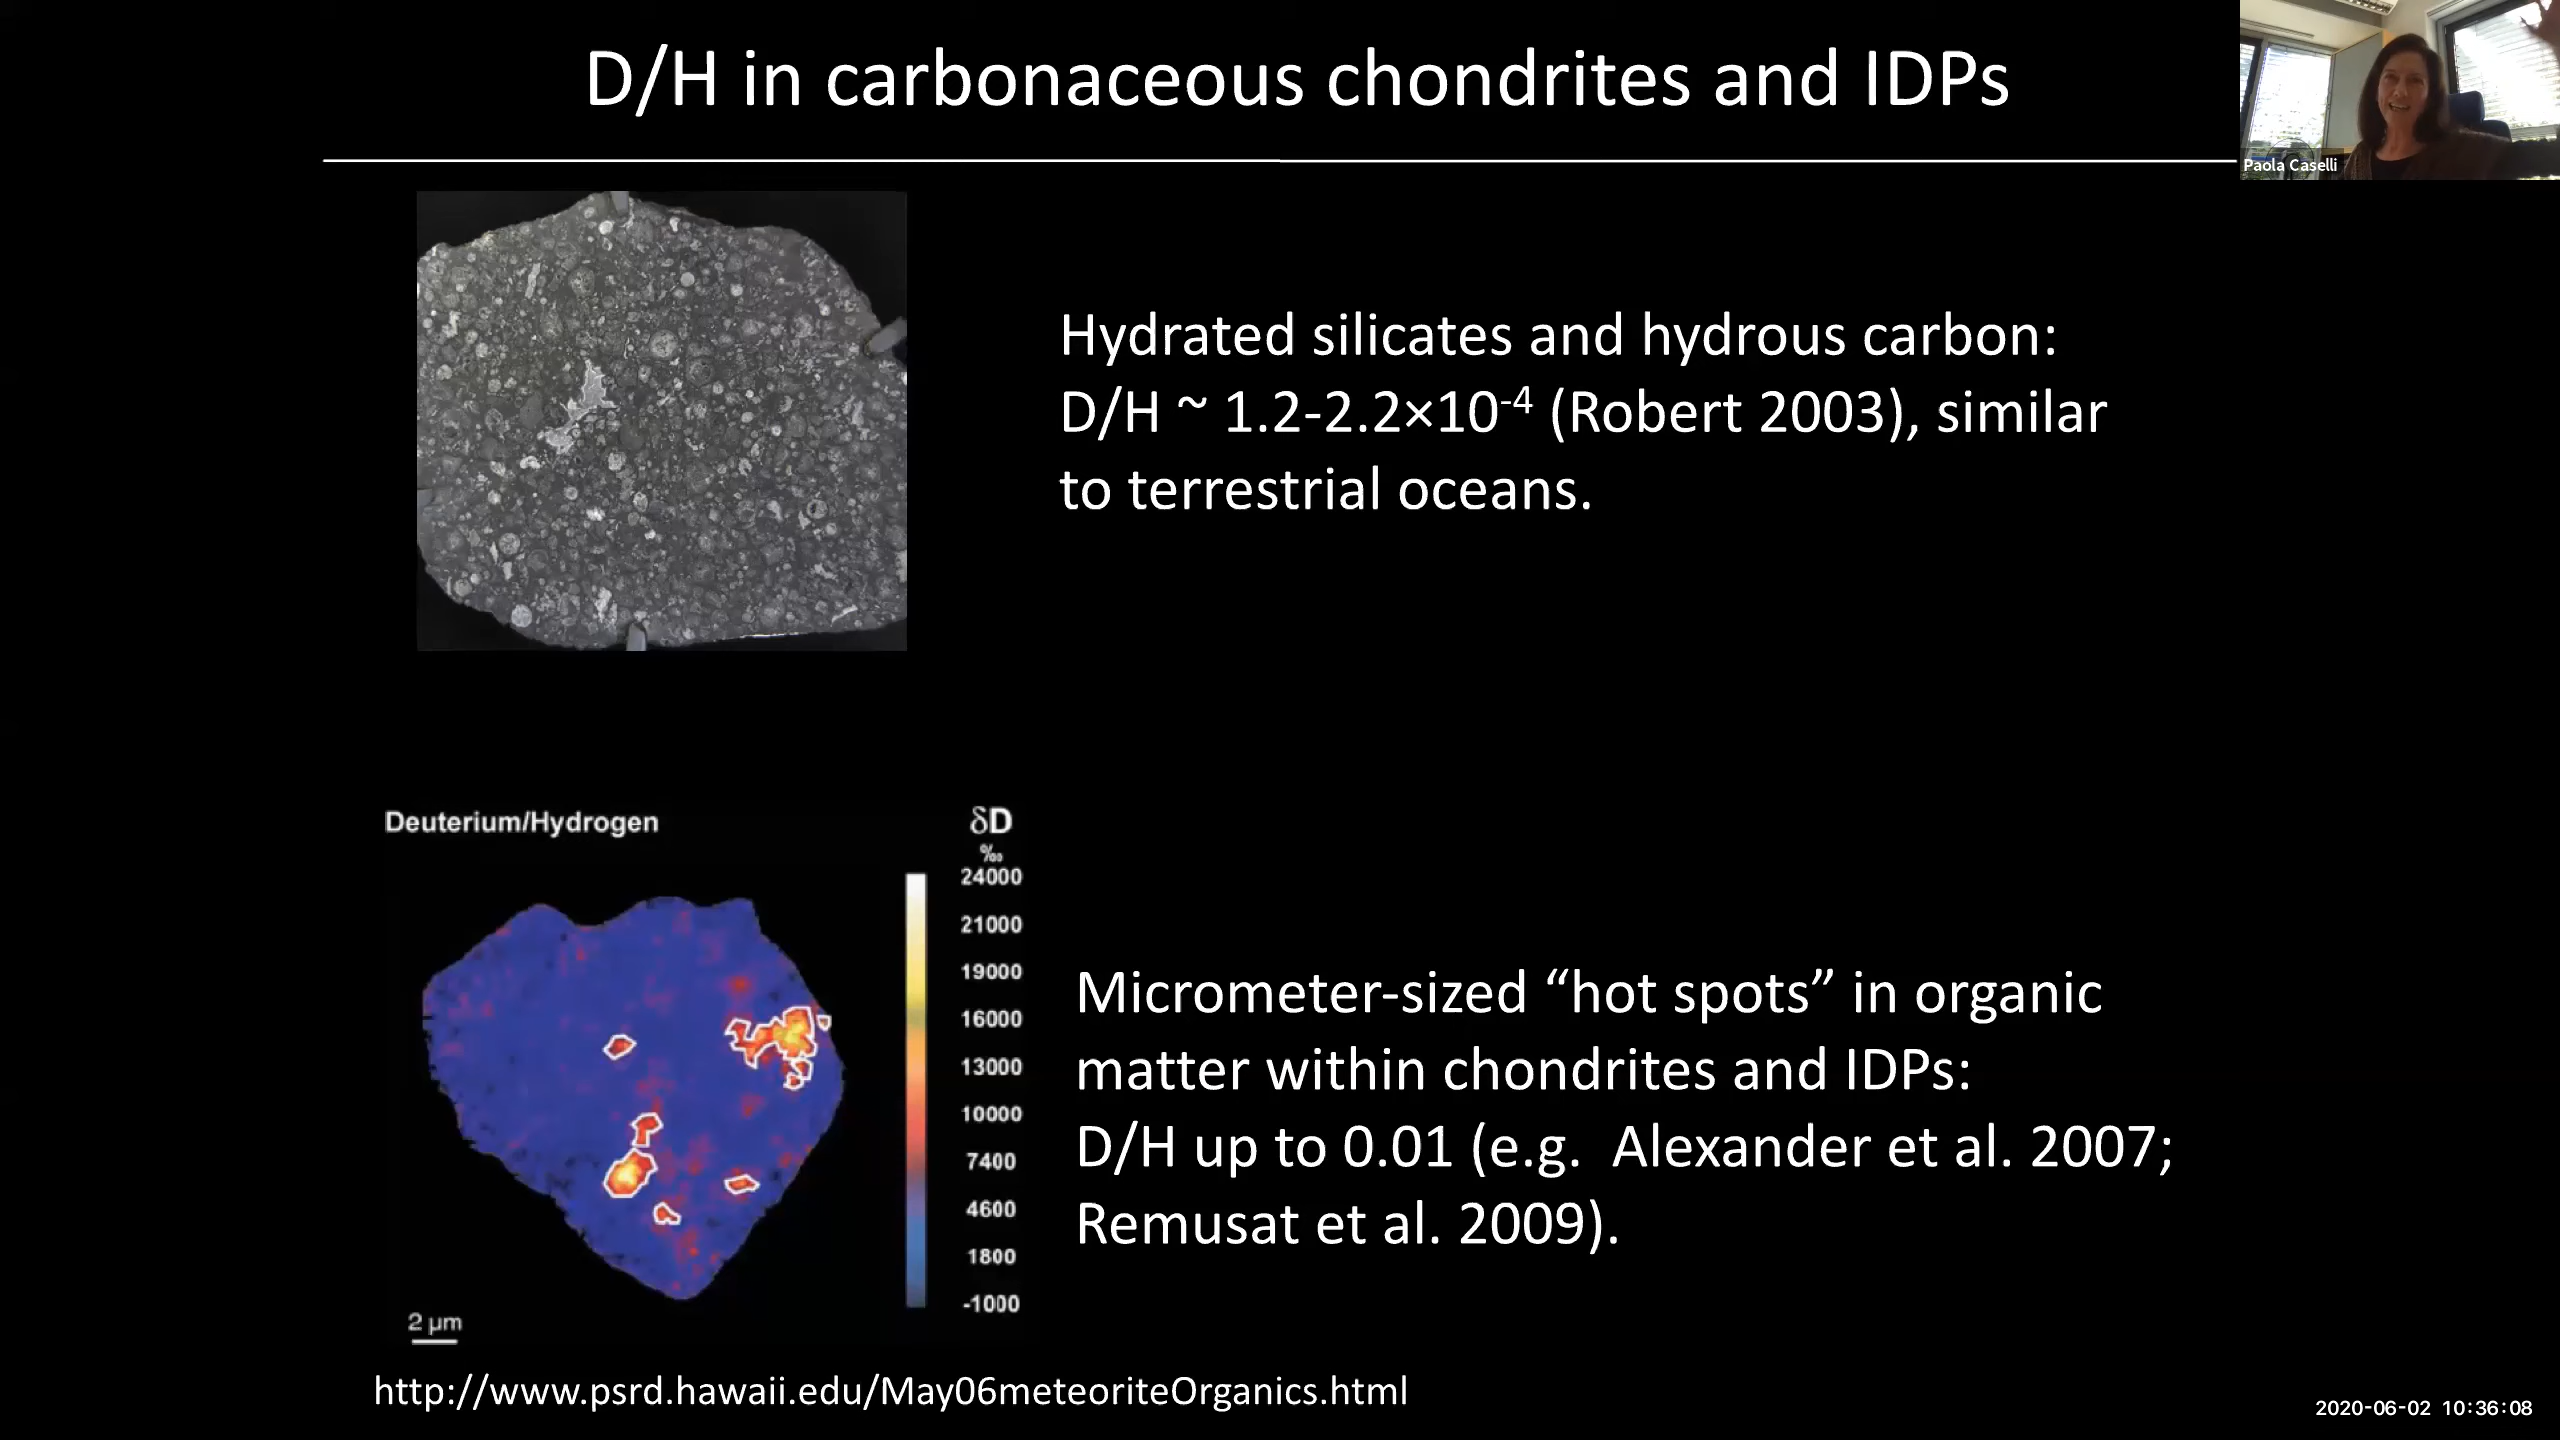 D/H in carbonaceous chondrites and IDPs
Paola Caselli
Hydrated silicates and hydrous carbon:
D/H ~ 1.2-2.2×10⁻⁴ (Robert 2003), similar
to terrestrial oceans.
Deuterium/Hydrogen
δD
‰
24000
21000
19000
16000
13000
10000
7400
4600
1800
-1000
2 µm
Micrometer-sized “hot spots” in organic
matter within chondrites and IDPs:
D/H up to 0.01 (e.g.  Alexander et al. 2007;
Remusat et al. 2009).
http://www.psrd.hawaii.edu/May06meteoriteOrganics.html
2020-06-02 10:36:08